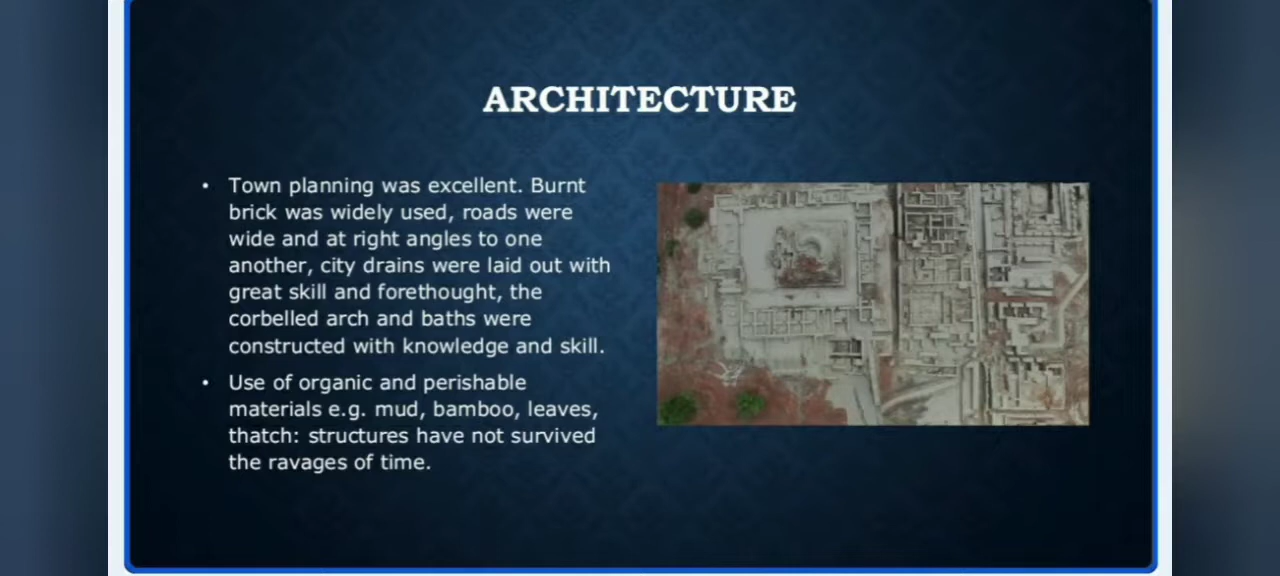 ARCHITECTURE
• Town planning was excellent. Burnt
brick was widely used, roads were
wide and at right angles to one
another, city drains were laid out with
great skill and forethought, the
corbelled arch and baths were
constructed with knowledge and skill.
• Use of organic and perishable
materials e.g. mud, bamboo, leaves,
thatch: structures have not survived
the ravages of time.